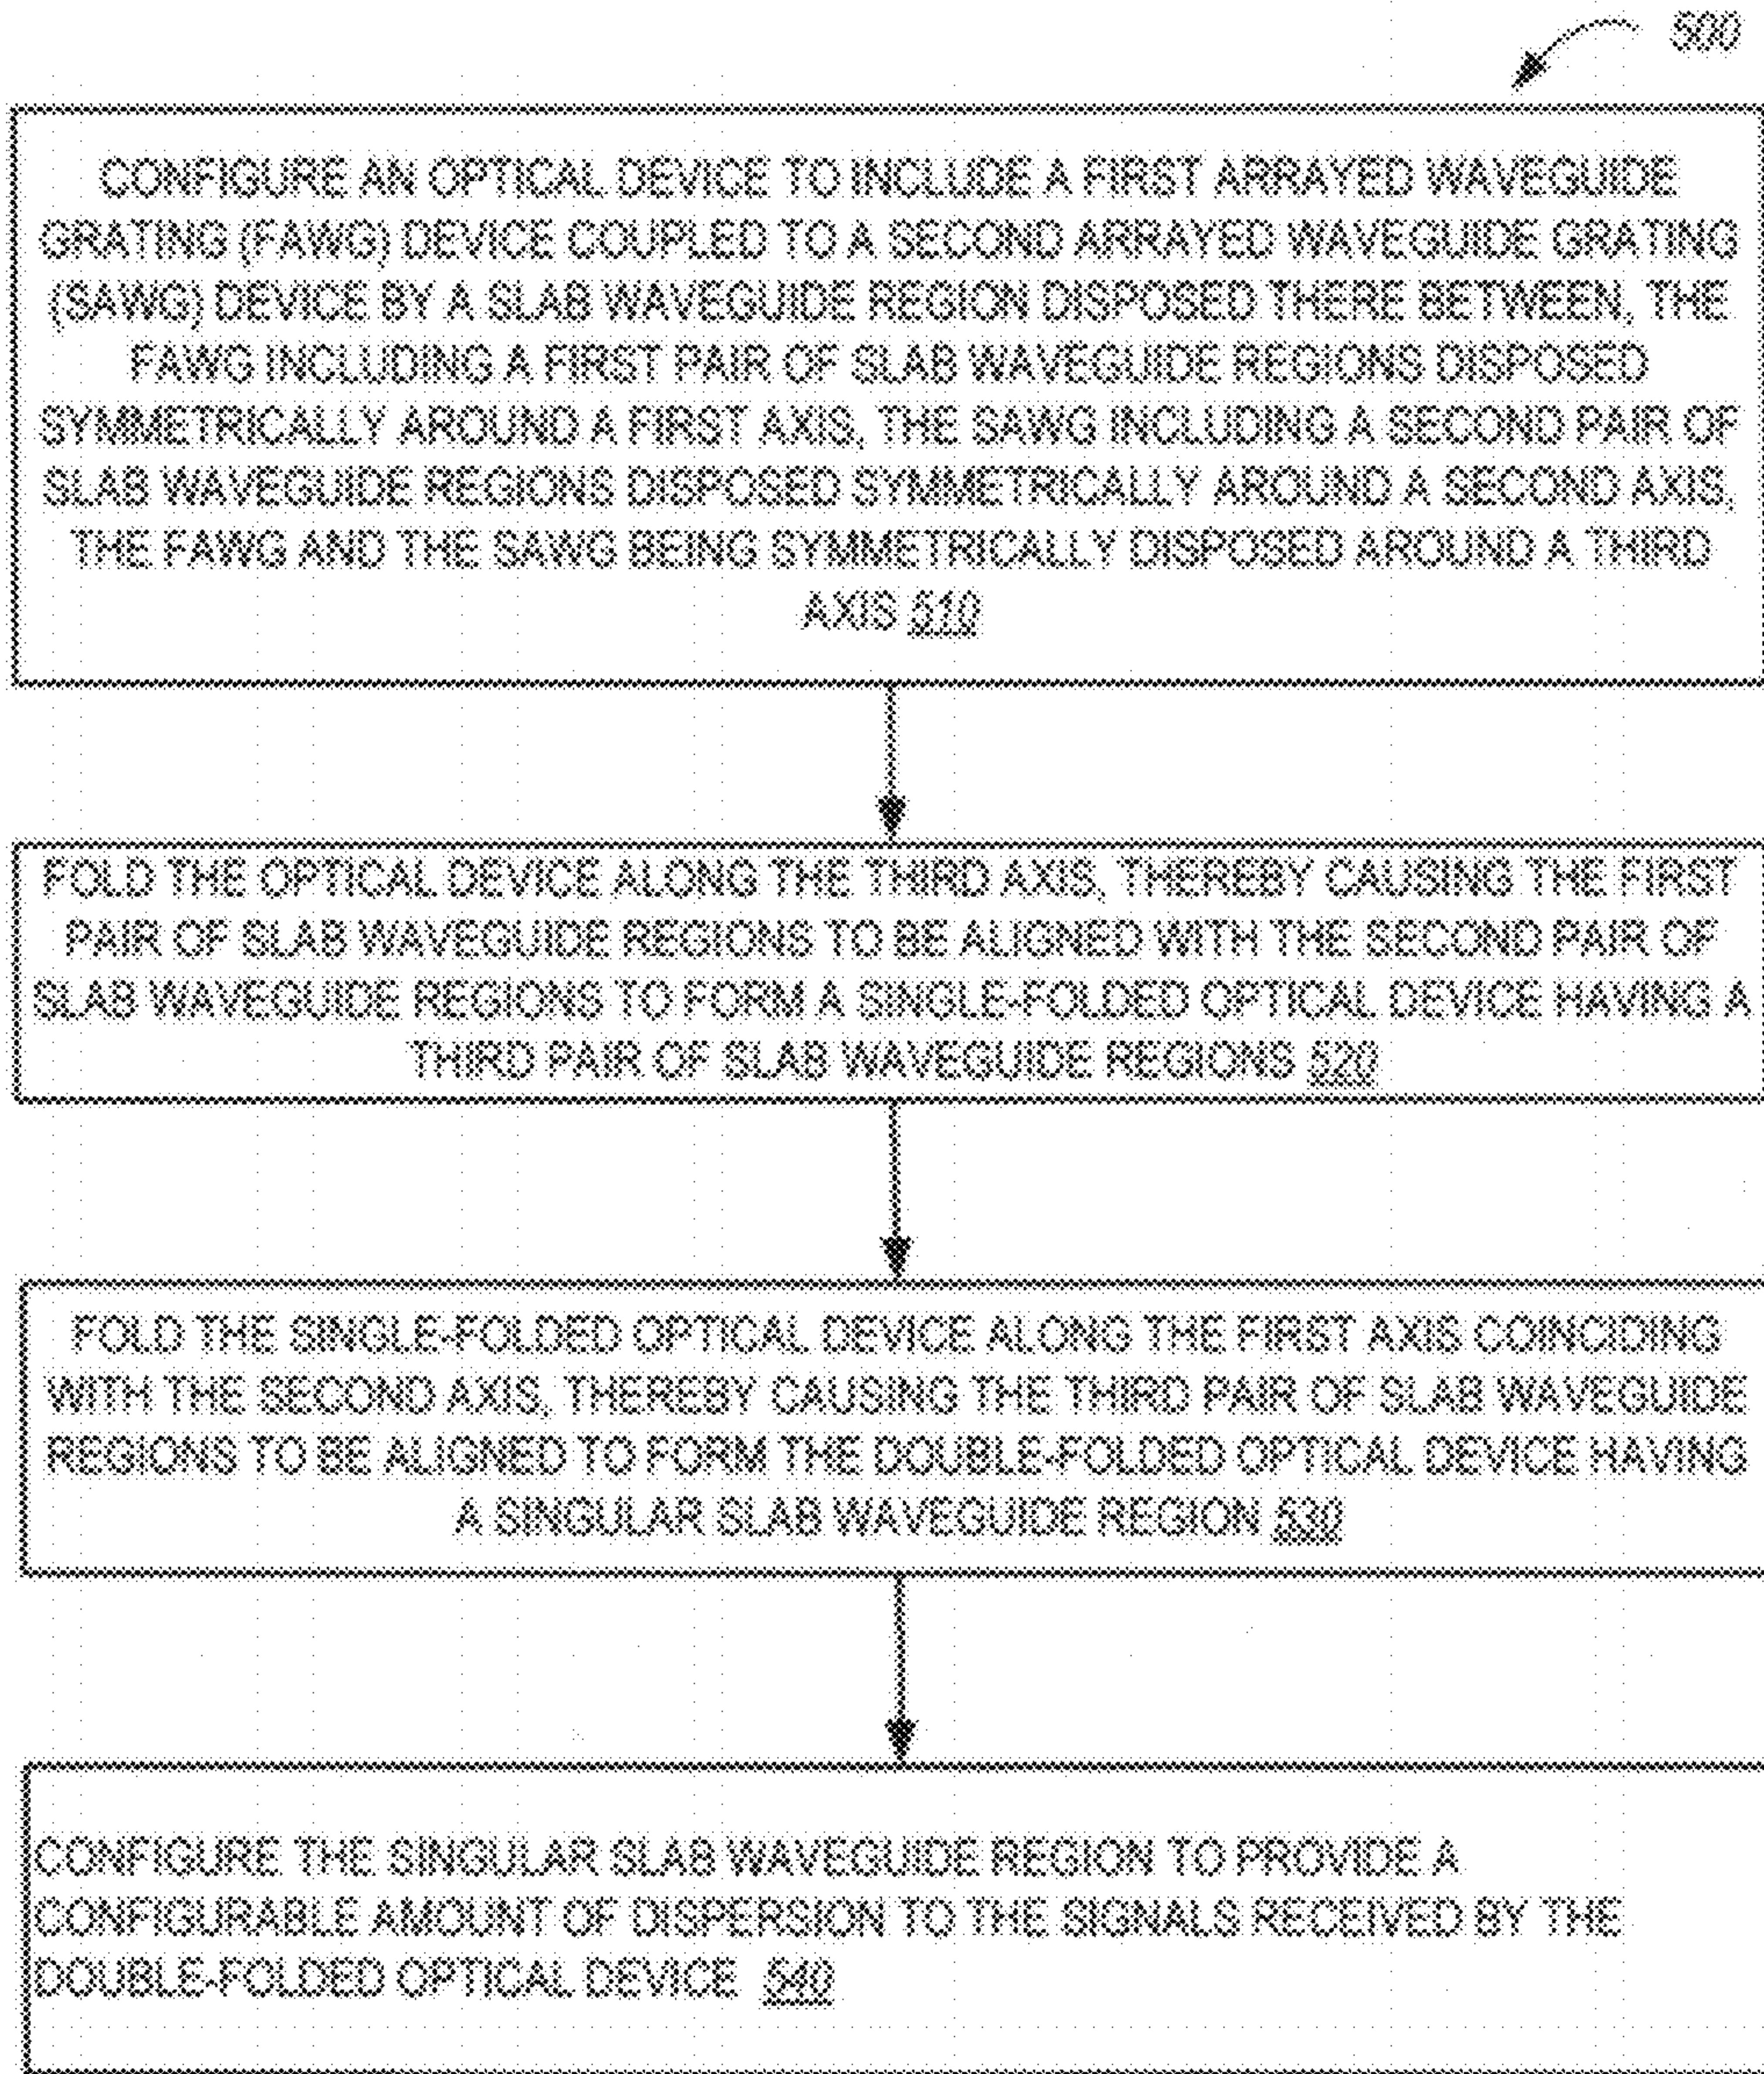 500
CONFIGURE AN OPTICAL DEVICE TO INCLUDE A FIRST ARRAYED WAVEGUIDE
GRATING (FAWG) DEVICE COUPLED TO A SECOND ARRAYED WAVEGUIDE GRATING
(SAWG) DEVICE BY A SLAB WAVEGUIDE REGION DISPOSED THERE BETWEEN, THE
FAWG INCLUDING A FIRST PAIR OF SLAB WAVEGUIDE REGIONS DISPOSED
SYMMETRICALLY AROUND A FIRST AXIS, THE SAWG INCLUDING A SECOND PAIR OF
SLAB WAVEGUIDE REGIONS DISPOSED SYMMETRICALLY AROUND A SECOND AXIS,
THE FAWG AND THE SAWG BEING SYMMETRICALLY DISPOSED AROUND A THIRD
AXIS 510
FOLD THE OPTICAL DEVICE ALONG THE THIRD AXIS, THEREBY CAUSING THE FIRST
PAIR OF SLAB WAVEGUIDE REGIONS TO BE ALIGNED WITH THE SECOND PAIR OF
SLAB WAVEGUIDE REGIONS TO FORM A SINGLE-FOLDED OPTICAL DEVICE HAVING A
THIRD PAIR OF SLAB WAVEGUIDE REGIONS 520
FOLD THE SINGLE-FOLDED OPTICAL DEVICE ALONG THE FIRST AXIS COINCIDING
WITH THE SECOND AXIS, THEREBY CAUSING THE THIRD PAIR OF SLAB WAVEGUIDE
REGIONS TO BE ALIGNED TO FORM THE DOUBLE-FOLDED OPTICAL DEVICE HAVING
A SINGULAR SLAB WAVEGUIDE REGION 530
CONFIGURE THE SINGULAR SLAB WAVEGUIDE REGION TO PROVIDE A
CONFIGURABLE AMOUNT OF DISPERSION TO THE SIGNALS RECEIVED BY THE
DOUBLE-FOLDED OPTICAL DEVICE 540